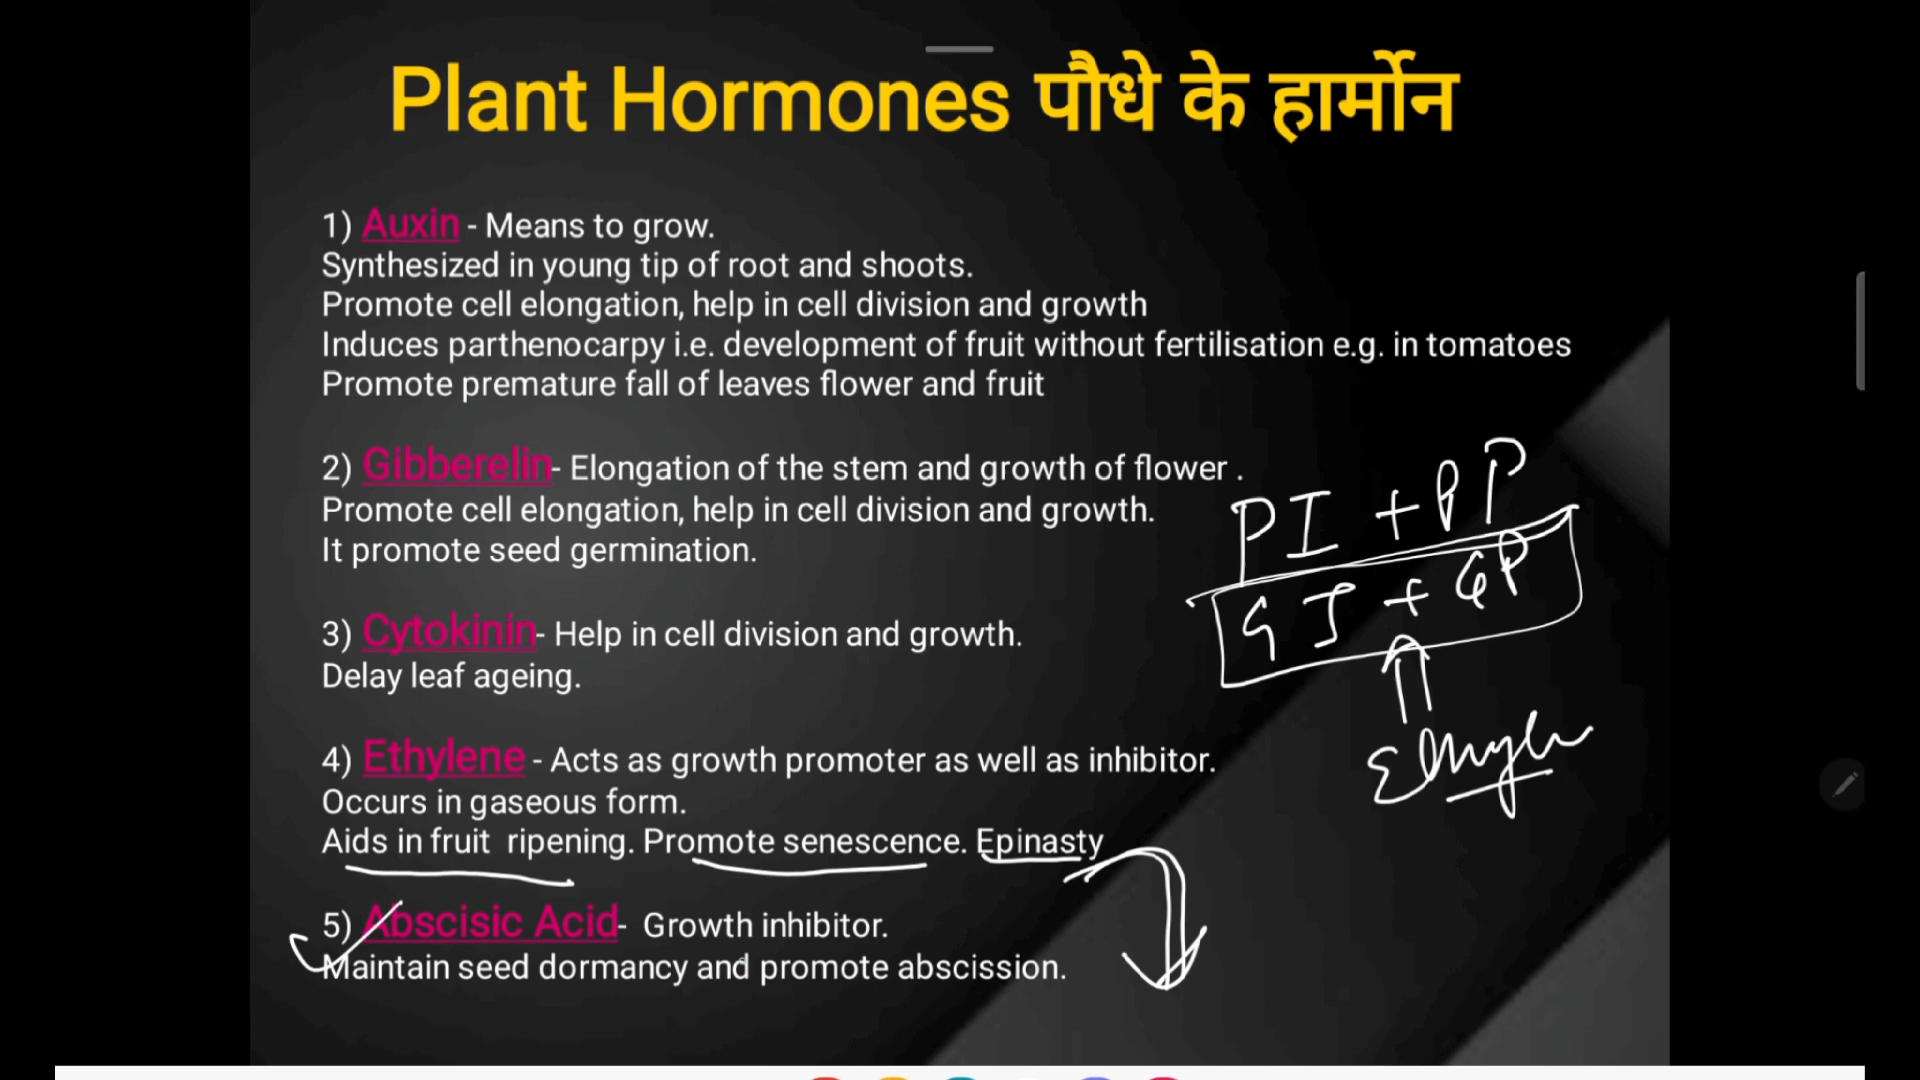 Plant Hormones पौधे के हार्मोन
1) Auxin - Means to grow.
Synthesized in young tip of root and shoots.
Promote cell elongation, help in cell division and growth
Induces parthenocarpy i.e. development of fruit without fertilisation e.g. in tomatoes
Promote premature fall of leaves flower and fruit
2) Gibberelin- Elongation of the stem and growth of flower .
Promote cell elongation, help in cell division and growth.
It promote seed germination.
3) Cytokinin- Help in cell division and growth.
Delay leaf ageing.
4) Ethylene - Acts as growth promoter as well as inhibitor.
Occurs in gaseous form.
Aids in fruit ripening. Promote senescence. Epinasty
5) Abscisic Acid- Growth inhibitor.
Maintain seed dormancy and promote abscission.
PI + PP
GI + GP